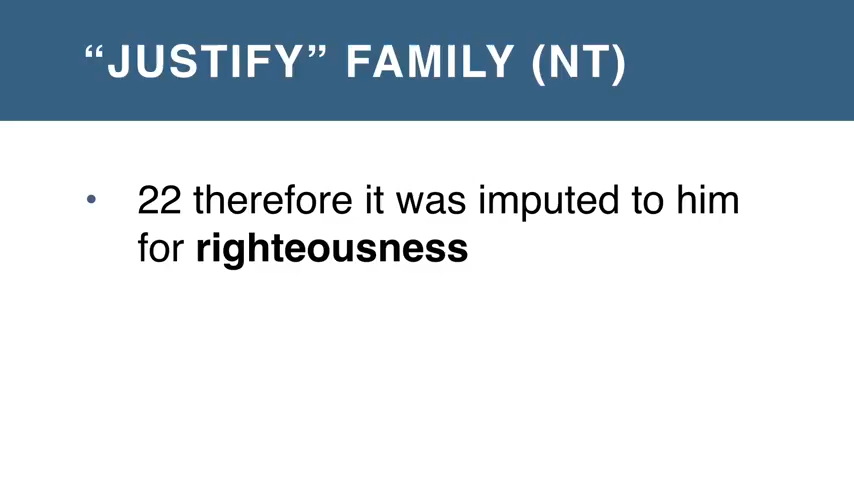 “JUSTIFY” FAMILY (NT)
• 22 therefore it was imputed to him
for righteousness